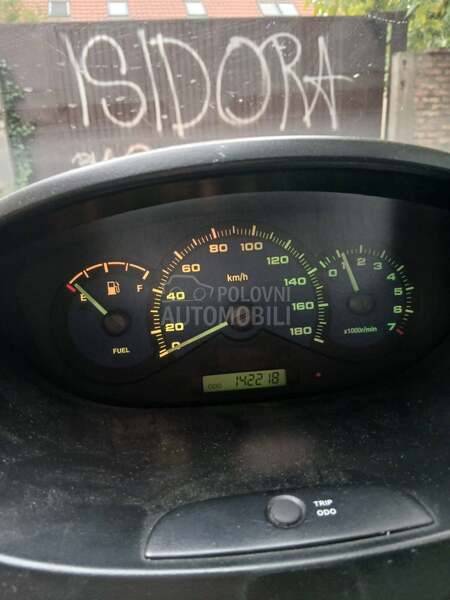 ISIDORA
80 100
60 120
km/h
40 140
20 160
0 180
POLOVNI
AUTOMOBILI
E F
FUEL
0 1 2 3 4 5 6 7
x1000r/min
ODO 142218
TRIP
ODO